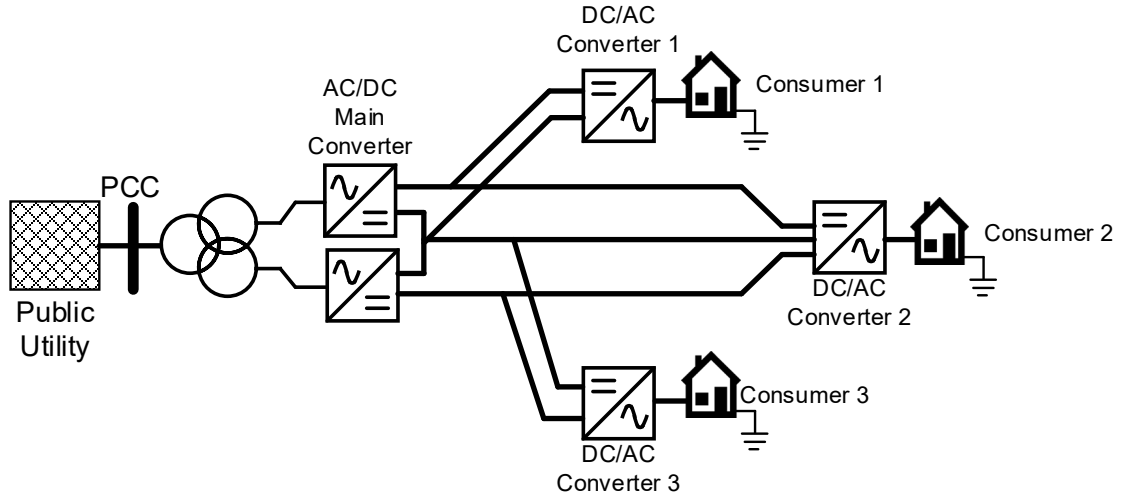 DC/AC
Converter 1
Consumer 1
AC/DC
Main
Converter
PCC
Public
Utility
Consumer 2
DC/AC
Converter 2
Consumer 3
DC/AC
Converter 3